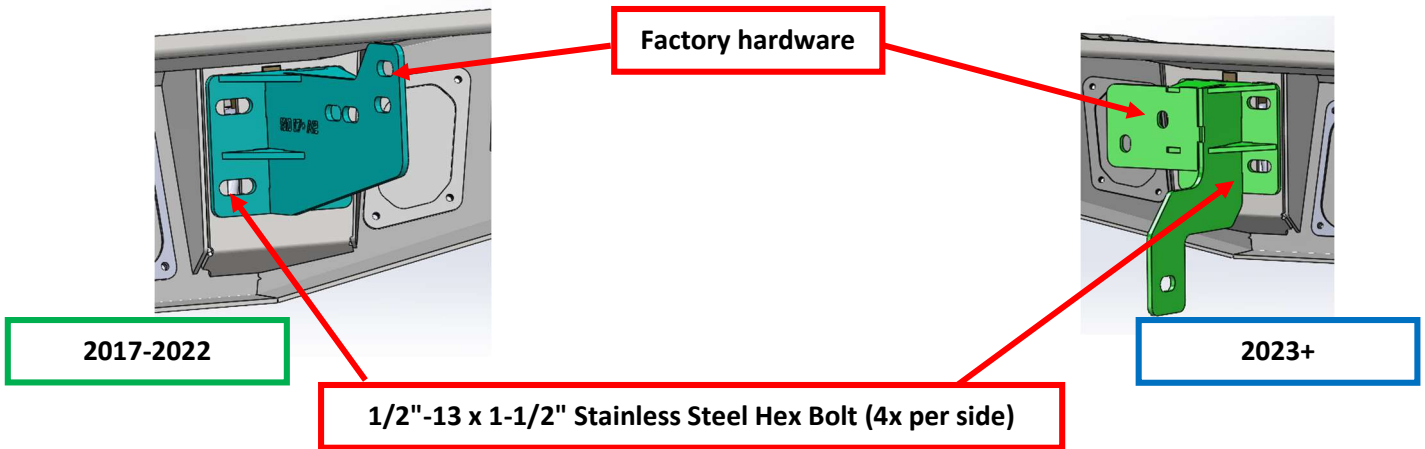 Factory hardware
2017-2022
2023+
1/2"-13 x 1-1/2" Stainless Steel Hex Bolt (4x per side)